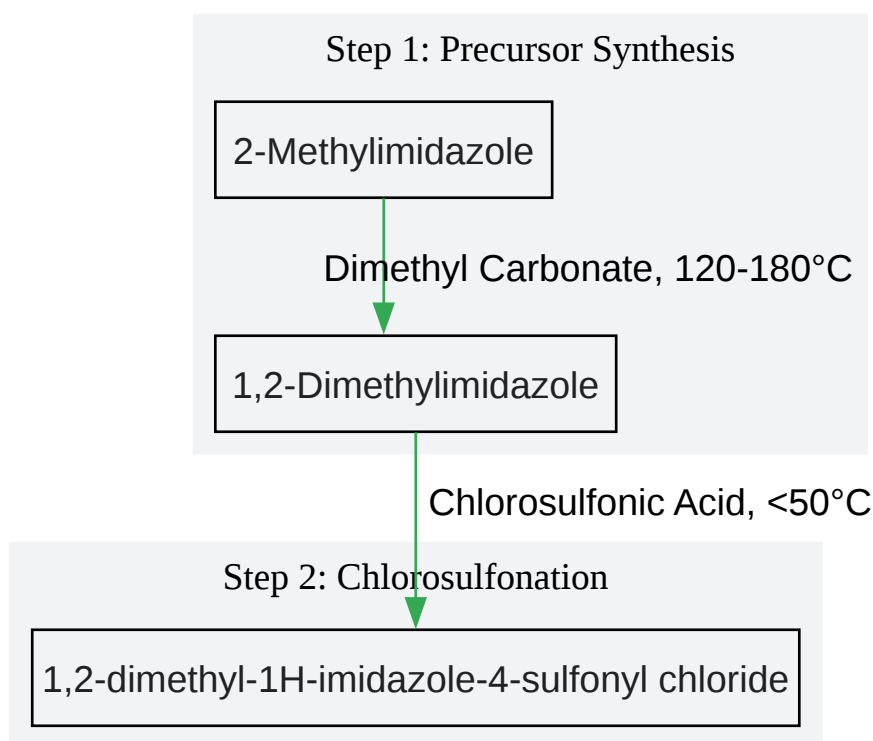 Step 1: Precursor Synthesis
2-Methylimidazole
Dimethyl Carbonate, 120-180°C
1,2-Dimethylimidazole
Chlorosulfonic Acid, <50°C
Step 2: Chlorosulfonation
1,2-dimethyl-1H-imidazole-4-sulfonyl chloride